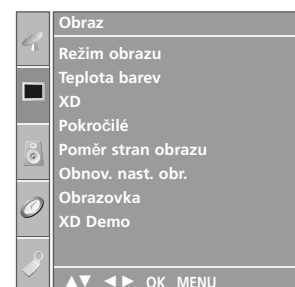 Obraz
Režim obrazu
Teplota barev
XD
Pokročilé
Poměr stran obrazu
Obnov. nast. obr.
Obrazovka
XD Demo
▲▼ ◄► OK MENU